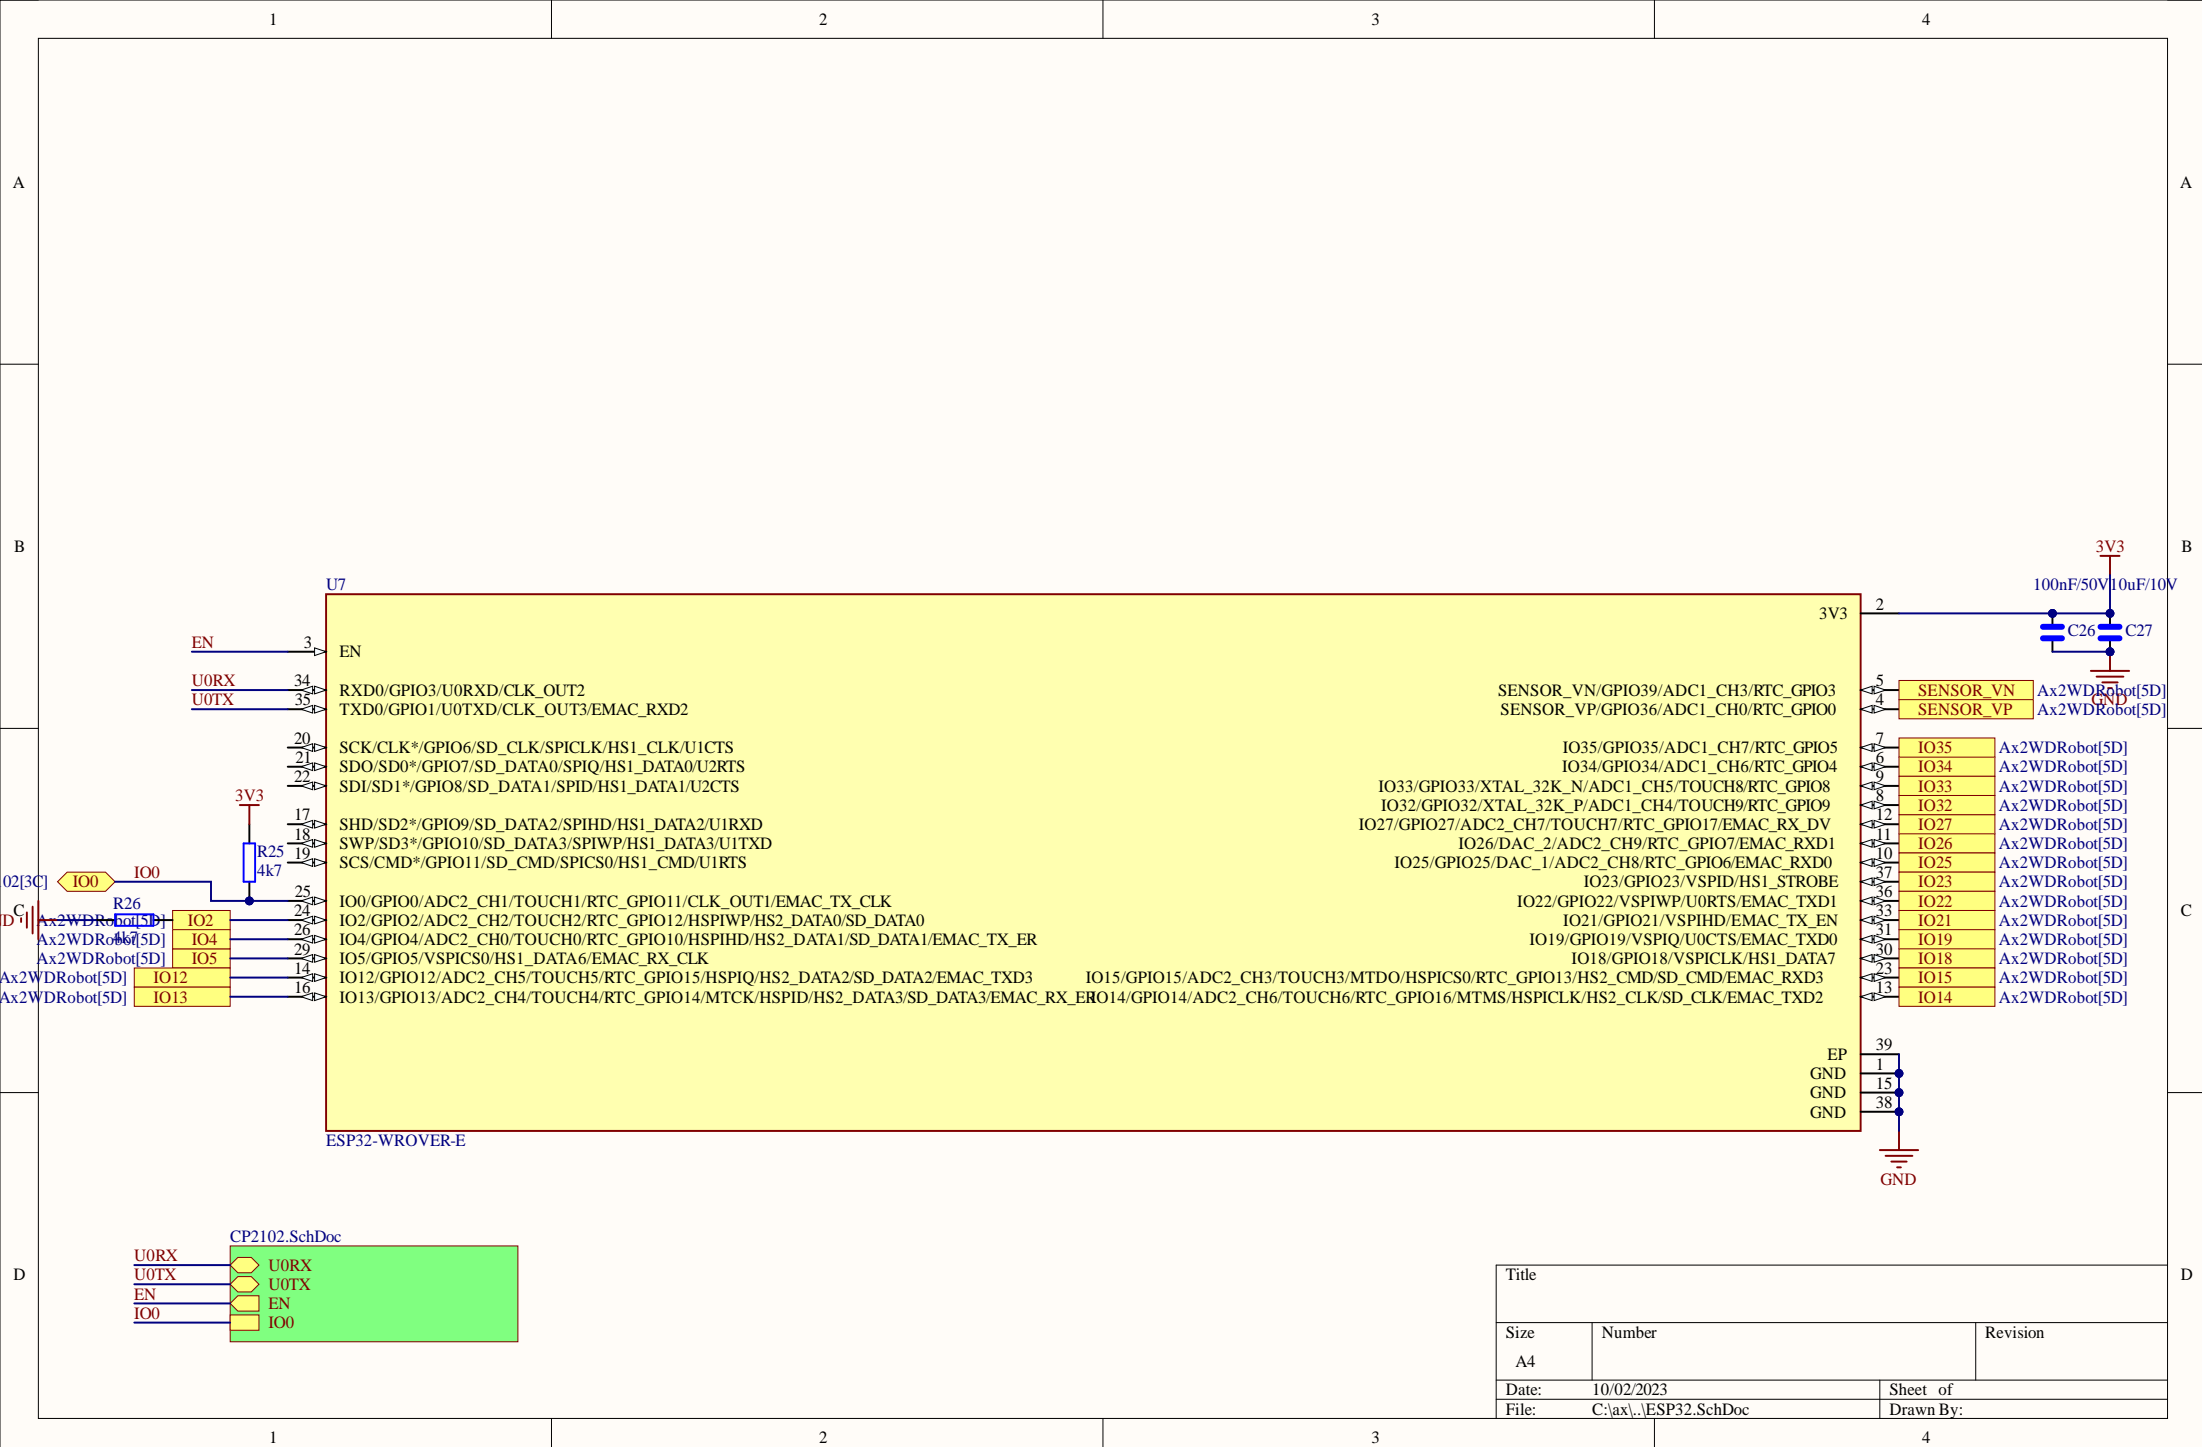 1 2 3 4
A A
B B
C C
D D
1 2 3 4
U7
ESP32-WROVER-E
EN 3 EN
U0RX 34 RXD0/GPIO3/U0RXD/CLK_OUT2
U0TX 35 TXD0/GPIO1/U0TXD/CLK_OUT3/EMAC_RXD2
20 SCK/CLK*/GPIO6/SD_CLK/SPICLK/HS1_CLK/U1CTS
21 SDO/SD0*/GPIO7/SD_DATA0/SPIQ/HS1_DATA0/U2RTS
22 SDI/SD1*/GPIO8/SD_DATA1/SPID/HS1_DATA1/U2CTS
17 SHD/SD2*/GPIO9/SD_DATA2/SPIHD/HS1_DATA2/U1RXD
18 SWP/SD3*/GPIO10/SD_DATA3/SPIWP/HS1_DATA3/U1TXD
19 SCS/CMD*/GPIO11/SD_CMD/SPICS0/HS1_CMD/U1RTS
3V3
R25
4k7
02[3C] IO0 IO0 25 IO0/GPIO0/ADC2_CH1/TOUCH1/RTC_GPIO11/CLK_OUT1/EMAC_TX_CLK
R26
4k7
D Ax2WDRobot[5D] IO2 24 IO2/GPIO2/ADC2_CH2/TOUCH2/RTC_GPIO12/HSPIWP/HS2_DATA0/SD_DATA0
Ax2WDRobot[5D] IO4 26 IO4/GPIO4/ADC2_CH0/TOUCH0/RTC_GPIO10/HSPIHD/HS2_DATA1/SD_DATA1/EMAC_TX_ER
Ax2WDRobot[5D] IO5 29 IO5/GPIO5/VSPICS0/HS1_DATA6/EMAC_RX_CLK
Ax2WDRobot[5D] IO12 14 IO12/GPIO12/ADC2_CH5/TOUCH5/RTC_GPIO15/HSPIQ/HS2_DATA2/SD_DATA2/EMAC_TXD3
Ax2WDRobot[5D] IO13 16 IO13/GPIO13/ADC2_CH4/TOUCH4/RTC_GPIO14/MTCK/HSPID/HS2_DATA3/SD_DATA3/EMAC_RX_ER
3V3
100nF/50V 10uF/10V
3V3 2
C26 C27
GND
SENSOR_VN/GPIO39/ADC1_CH3/RTC_GPIO3 5 SENSOR_VN Ax2WDRobot[5D]
SENSOR_VP/GPIO36/ADC1_CH0/RTC_GPIO0 4 SENSOR_VP Ax2WDRobot[5D]
IO35/GPIO35/ADC1_CH7/RTC_GPIO5 7 IO35 Ax2WDRobot[5D]
IO34/GPIO34/ADC1_CH6/RTC_GPIO4 6 IO34 Ax2WDRobot[5D]
IO33/GPIO33/XTAL_32K_N/ADC1_CH5/TOUCH8/RTC_GPIO8 9 IO33 Ax2WDRobot[5D]
IO32/GPIO32/XTAL_32K_P/ADC1_CH4/TOUCH9/RTC_GPIO9 8 IO32 Ax2WDRobot[5D]
IO27/GPIO27/ADC2_CH7/TOUCH7/RTC_GPIO17/EMAC_RX_DV 12 IO27 Ax2WDRobot[5D]
IO26/DAC_2/ADC2_CH9/RTC_GPIO7/EMAC_RXD1 11 IO26 Ax2WDRobot[5D]
IO25/GPIO25/DAC_1/ADC2_CH8/RTC_GPIO6/EMAC_RXD0 10 IO25 Ax2WDRobot[5D]
IO23/GPIO23/VSPID/HS1_STROBE 37 IO23 Ax2WDRobot[5D]
IO22/GPIO22/VSPIWP/U0RTS/EMAC_TXD1 36 IO22 Ax2WDRobot[5D]
IO21/GPIO21/VSPIHD/EMAC_TX_EN 33 IO21 Ax2WDRobot[5D]
IO19/GPIO19/VSPIQ/U0CTS/EMAC_TXD0 31 IO19 Ax2WDRobot[5D]
IO18/GPIO18/VSPICLK/HS1_DATA7 30 IO18 Ax2WDRobot[5D]
IO15/GPIO15/ADC2_CH3/TOUCH3/MTDO/HSPICS0/RTC_GPIO13/HS2_CMD/SD_CMD/EMAC_RXD3 23 IO15 Ax2WDRobot[5D]
IO14/GPIO14/ADC2_CH6/TOUCH6/RTC_GPIO16/MTMS/HSPICLK/HS2_CLK/SD_CLK/EMAC_TXD2 13 IO14 Ax2WDRobot[5D]
EP 39
GND 1
GND 15
GND 38
GND
CP2102.SchDoc
U0RX U0RX
U0TX U0TX
EN EN
IO0 IO0
Title
Size Number Revision
A4
Date: 10/02/2023 Sheet of
File: C:\ax\..\ESP32.SchDoc Drawn By: